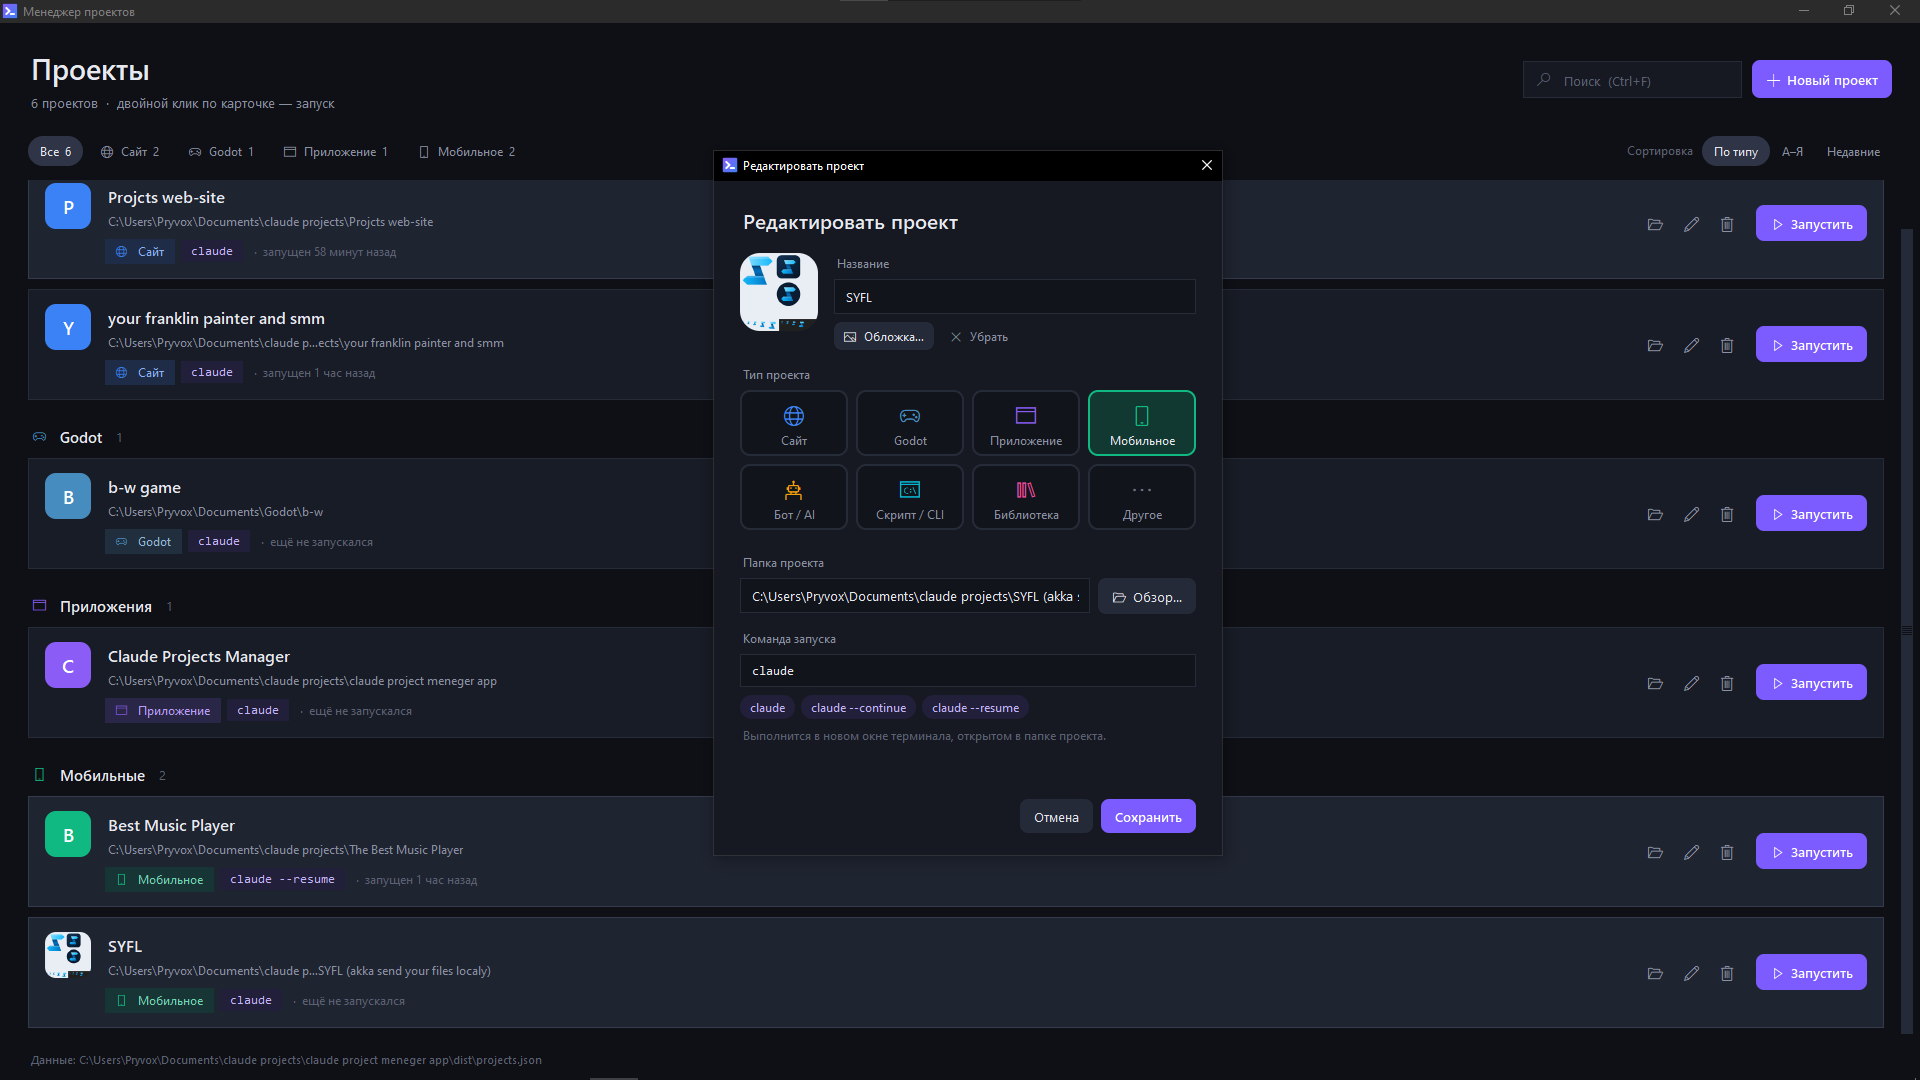 Менеджер проектов
Проекты
6 проектов · двойной клик по карточке — запуск
Поиск (Ctrl+F)
Новый проект
Все 6
Сайт 2
Godot 1
Приложение 1
Мобильное 2
Сортировка
По типу
А–Я
Недавние
P
Projcts web-site
C:\Users\Pryvox\Documents\claude projects\Projcts web-site
Сайт
claude
· запущен 58 минут назад
Запустить
Y
your franklin painter and smm
C:\Users\Pryvox\Documents\claude p...ects\your franklin painter and smm
Сайт
claude
· запущен 1 час назад
Запустить
Godot 1
B
b-w game
C:\Users\Pryvox\Documents\Godot\b-w
Godot
claude
· ещё не запускался
Запустить
Приложения 1
C
Claude Projects Manager
C:\Users\Pryvox\Documents\claude projects\claude project meneger app
Приложение
claude
· ещё не запускался
Запустить
Мобильные 2
B
Best Music Player
C:\Users\Pryvox\Documents\claude projects\The Best Music Player
Мобильное
claude --resume
· запущен 1 час назад
Запустить
SYFL
C:\Users\Pryvox\Documents\claude p...SYFL (akka send your files localy)
Мобильное
claude
· ещё не запускался
Запустить
Данные: C:\Users\Pryvox\Documents\claude projects\claude project meneger app\dist\projects.json
Редактировать проект
Редактировать проект
Название
SYFL
Обложка...
Убрать
Тип проекта
Сайт
Godot
Приложение
Мобильное
Бот / AI
C:\
Скрипт / CLI
Библиотека
Другое
Папка проекта
C:\Users\Pryvox\Documents\claude projects\SYFL (akka
Обзор...
Команда запуска
claude
claude
claude --continue
claude --resume
Выполнится в новом окне терминала, открытом в папке проекта.
Отмена
Сохранить